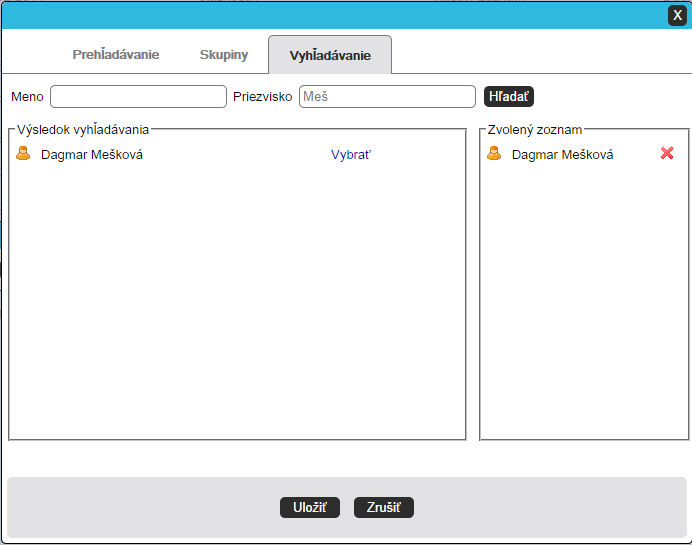 X
Prehľadávanie Skupiny Vyhľadávanie
Meno Priezvisko Meš Hľadať
Výsledok vyhľadávania Zvolený zoznam
Dagmar Mešková Vybrať Dagmar Mešková
Uložiť Zrušiť